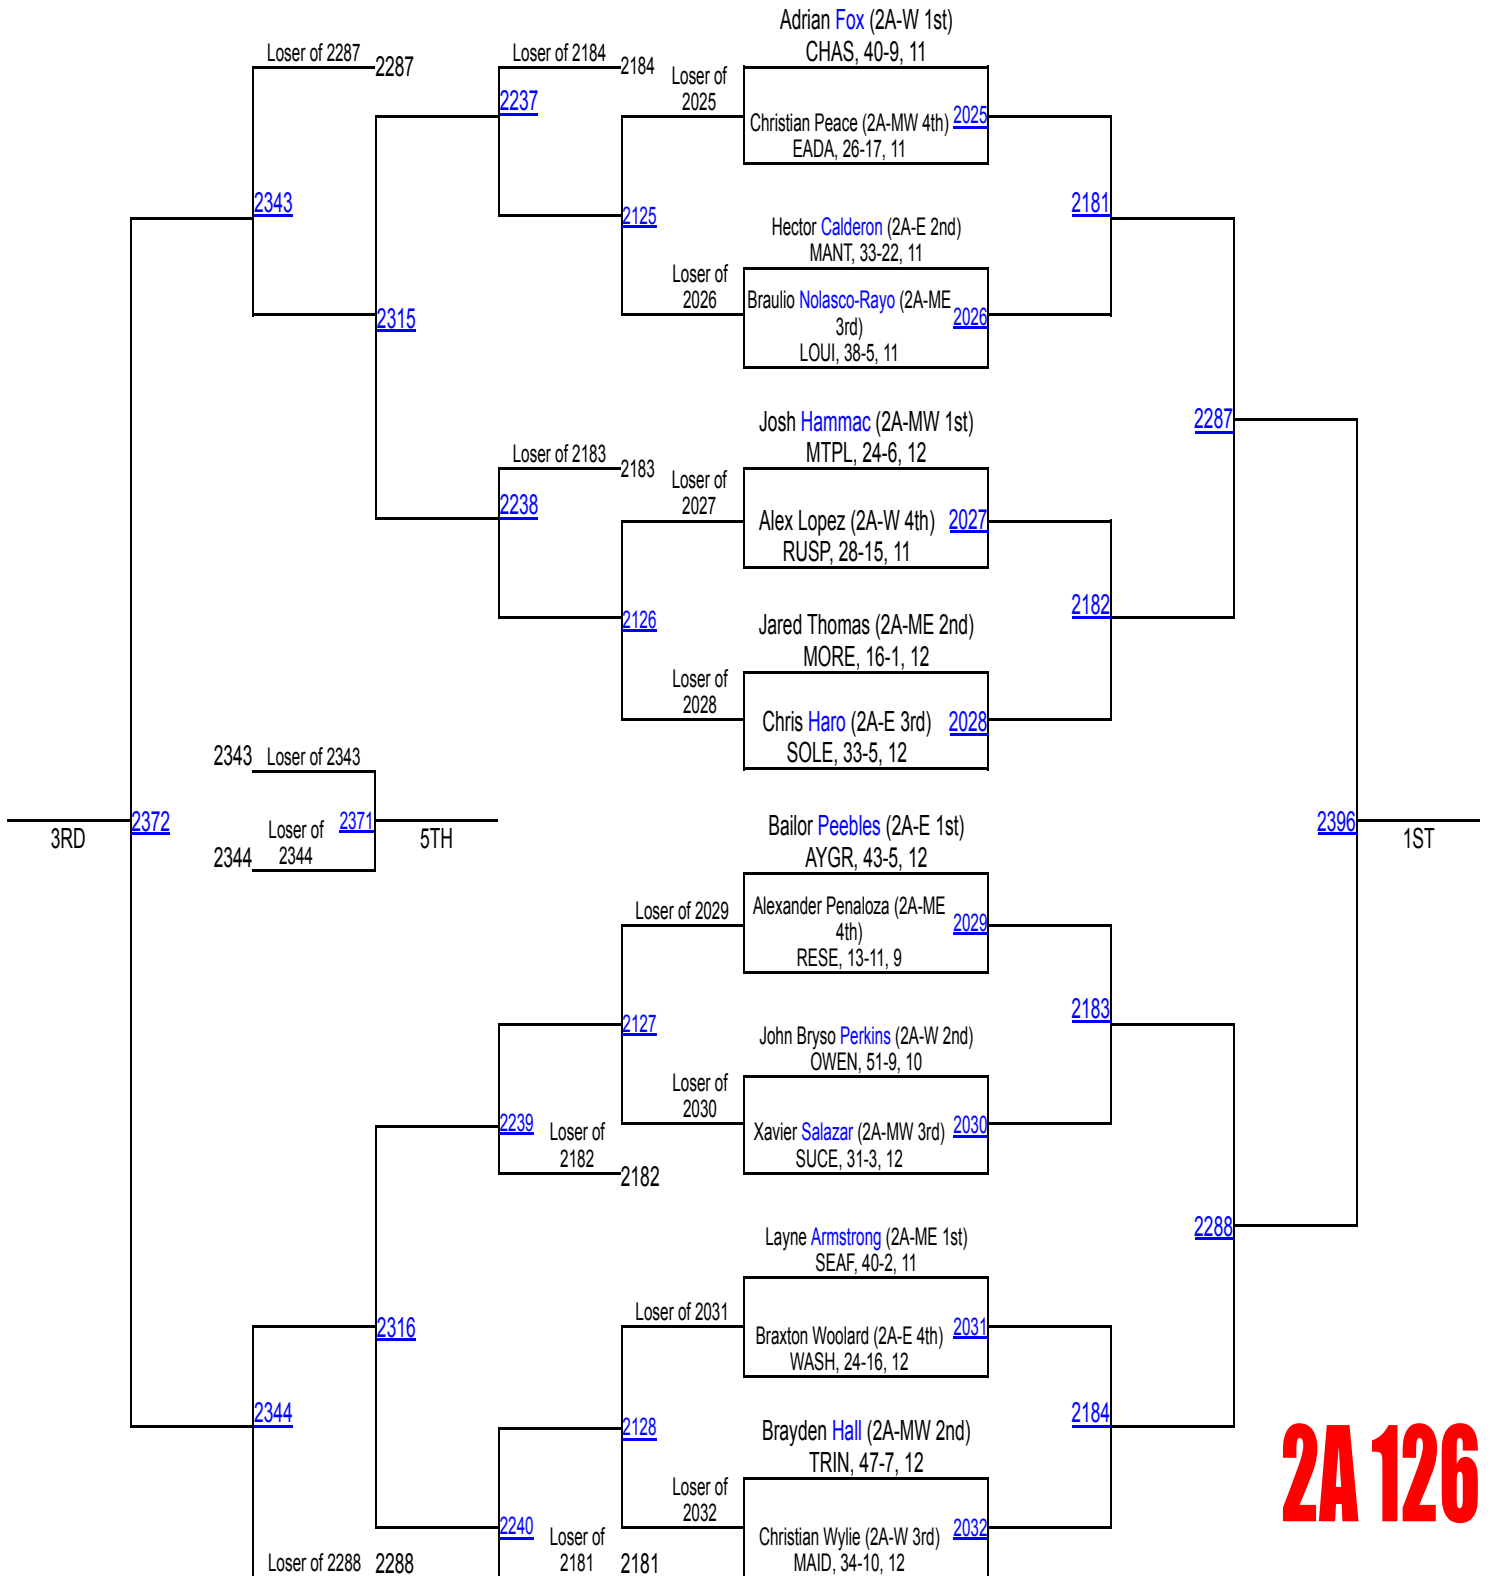 Adrian Fox (2A-W 1st)
CHAS, 40-9, 11
Loser of 2287
2287
Loser of 2184
2184
Loser of
2025
2237
Christian Peace (2A-MW 4th)
2025
EADA, 26-17, 11
2343
2125
2181
Hector Calderon (2A-E 2nd)
MANT, 33-22, 11
Loser of
2026
Braulio Nolasco-Rayo (2A-ME
3rd)
2026
LOUI, 38-5, 11
2315
Josh Hammac (2A-MW 1st)
MTPL, 24-6, 12
2287
Loser of 2183
2183
Loser of
2027
2238
Alex Lopez (2A-W 4th)
2027
RUSP, 28-15, 11
2126
2182
Jared Thomas (2A-ME 2nd)
MORE, 16-1, 12
Loser of
2028
Chris Haro (2A-E 3rd)
2028
SOLE, 33-5, 12
2343
Loser of 2343
2372
3RD
Loser of
2344
2344
2371
5TH
Bailor Peebles (2A-E 1st)
AYGR, 43-5, 12
2396
1ST
Loser of 2029
Alexander Penaloza (2A-ME
4th)
2029
RESE, 13-11, 9
2127
2183
John Bryso Perkins (2A-W 2nd)
OWEN, 51-9, 10
Loser of
2030
2239
Loser of
2182
2182
Xavier Salazar (2A-MW 3rd)
2030
SUCE, 31-3, 12
Layne Armstrong (2A-ME 1st)
SEAF, 40-2, 11
2288
Loser of 2031
2316
Braxton Woolard (2A-E 4th)
2031
WASH, 24-16, 12
2344
2128
2184
Brayden Hall (2A-MW 2nd)
TRIN, 47-7, 12
2A 126
Loser of
2032
2240
Loser of
2181
2181
Christian Wylie (2A-W 3rd)
2032
MAID, 34-10, 12
Loser of 2288
2288